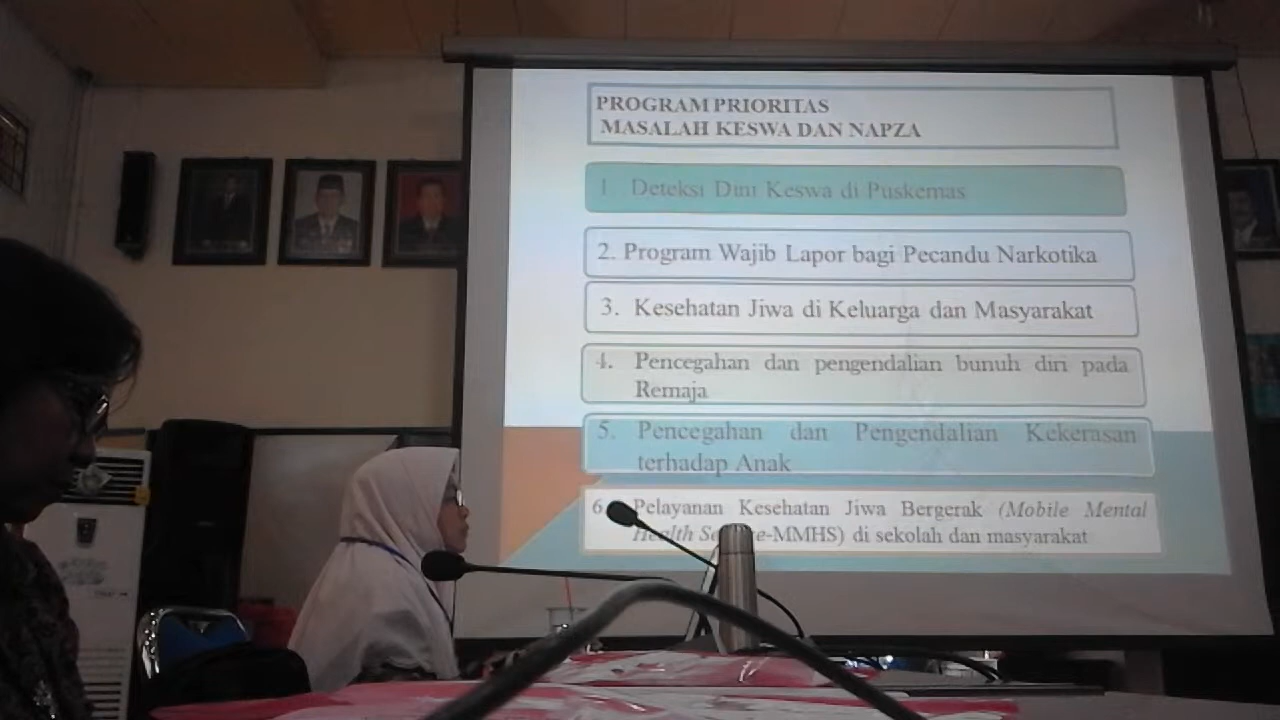 PROGRAM PRIORITAS
MASALAH KESWA DAN NAPZA
1. Deteksi Dini Keswa di Puskemas
2. Program Wajib Lapor bagi Pecandu Narkotika
3. Kesehatan Jiwa di Keluarga dan Masyarakat
4. Pencegahan dan pengendalian bunuh diri pada
Remaja
5. Pencegahan dan Pengendalian Kekerasan
terhadap Anak
6. Pelayanan Kesehatan Jiwa Bergerak (Mobile Mental
Health -MMHS) di sekolah dan masyarakat